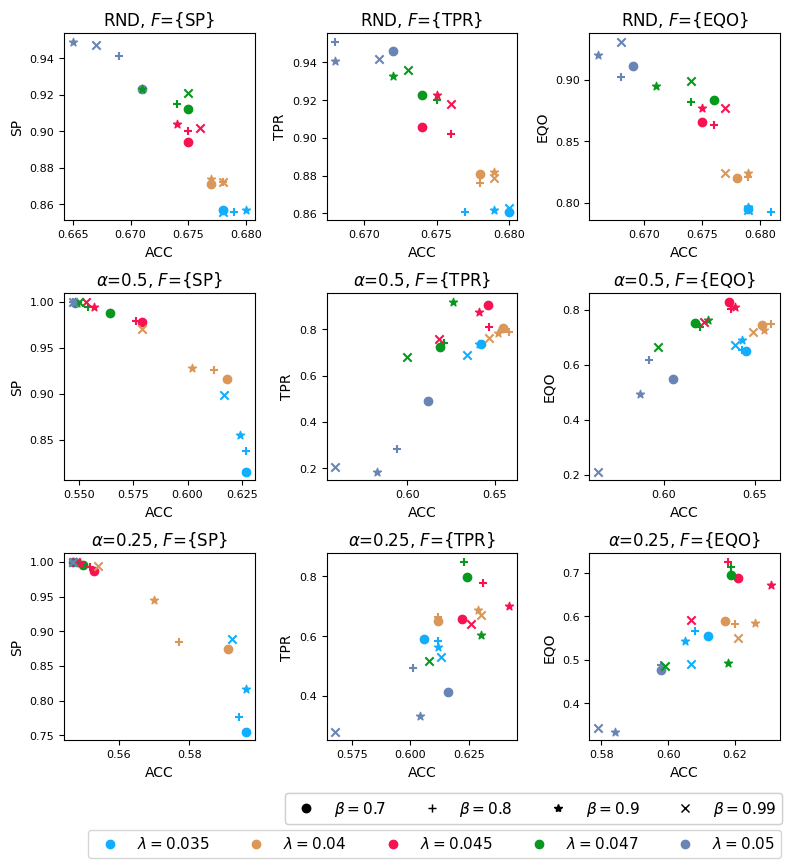 RND, F={SP} RND, F={TPR} RND, F={EQO}
SP 0.94 0.92 0.90 0.88 0.86
0.665 0.670 0.675 0.680
ACC
TPR 0.94 0.92 0.90 0.88 0.86
0.670 0.675 0.680
ACC
EQO 0.90 0.85 0.80
0.670 0.675 0.680
ACC
α=0.5, F={SP} α=0.5, F={TPR} α=0.5, F={EQO}
SP 1.00 0.95 0.90 0.85
0.550 0.575 0.600 0.625
ACC
TPR 0.8 0.6 0.4 0.2
0.60 0.65
ACC
EQO 0.8 0.6 0.4 0.2
0.60 0.65
ACC
α=0.25, F={SP} α=0.25, F={TPR} α=0.25, F={EQO}
SP 1.00 0.95 0.90 0.85 0.80 0.75
0.56 0.58
ACC
TPR 0.8 0.6 0.4
0.575 0.600 0.625
ACC
EQO 0.7 0.6 0.5 0.4
0.58 0.60 0.62
ACC
β = 0.7 β = 0.8 β = 0.9 β = 0.99
λ = 0.035 λ = 0.04 λ = 0.045 λ = 0.047 λ = 0.05